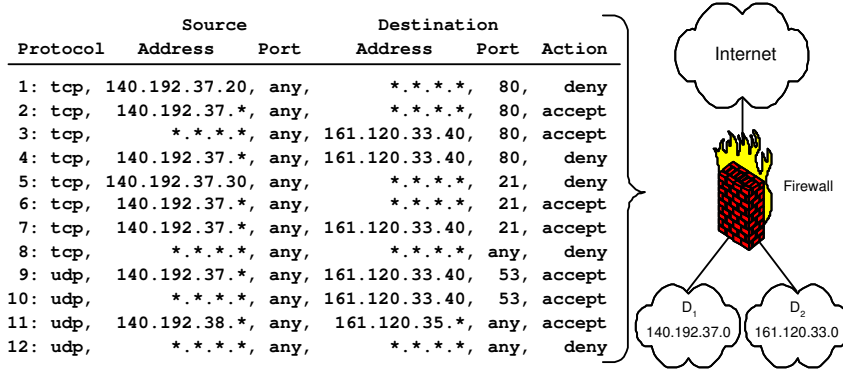 Source Destination
Protocol Address Port Address Port Action
1: tcp, 140.192.37.20, any, *.*.*.*, 80, deny
2: tcp, 140.192.37.*, any, *.*.*.*, 80, accept
3: tcp, *.*.*.*, any, 161.120.33.40, 80, accept
4: tcp, 140.192.37.*, any, 161.120.33.40, 80, deny
5: tcp, 140.192.37.30, any, *.*.*.*, 21, deny
6: tcp, 140.192.37.*, any, *.*.*.*, 21, accept
7: tcp, 140.192.37.*, any, 161.120.33.40, 21, accept
8: tcp, *.*.*.*, any, *.*.*.*, any, deny
9: udp, 140.192.37.*, any, 161.120.33.40, 53, accept
10: udp, *.*.*.*, any, 161.120.33.40, 53, accept
11: udp, 140.192.38.*, any, 161.120.35.*, any, accept
12: udp, *.*.*.*, any, *.*.*.*, any, deny
Internet
Firewall
D1
140.192.37.0
D2
161.120.33.0